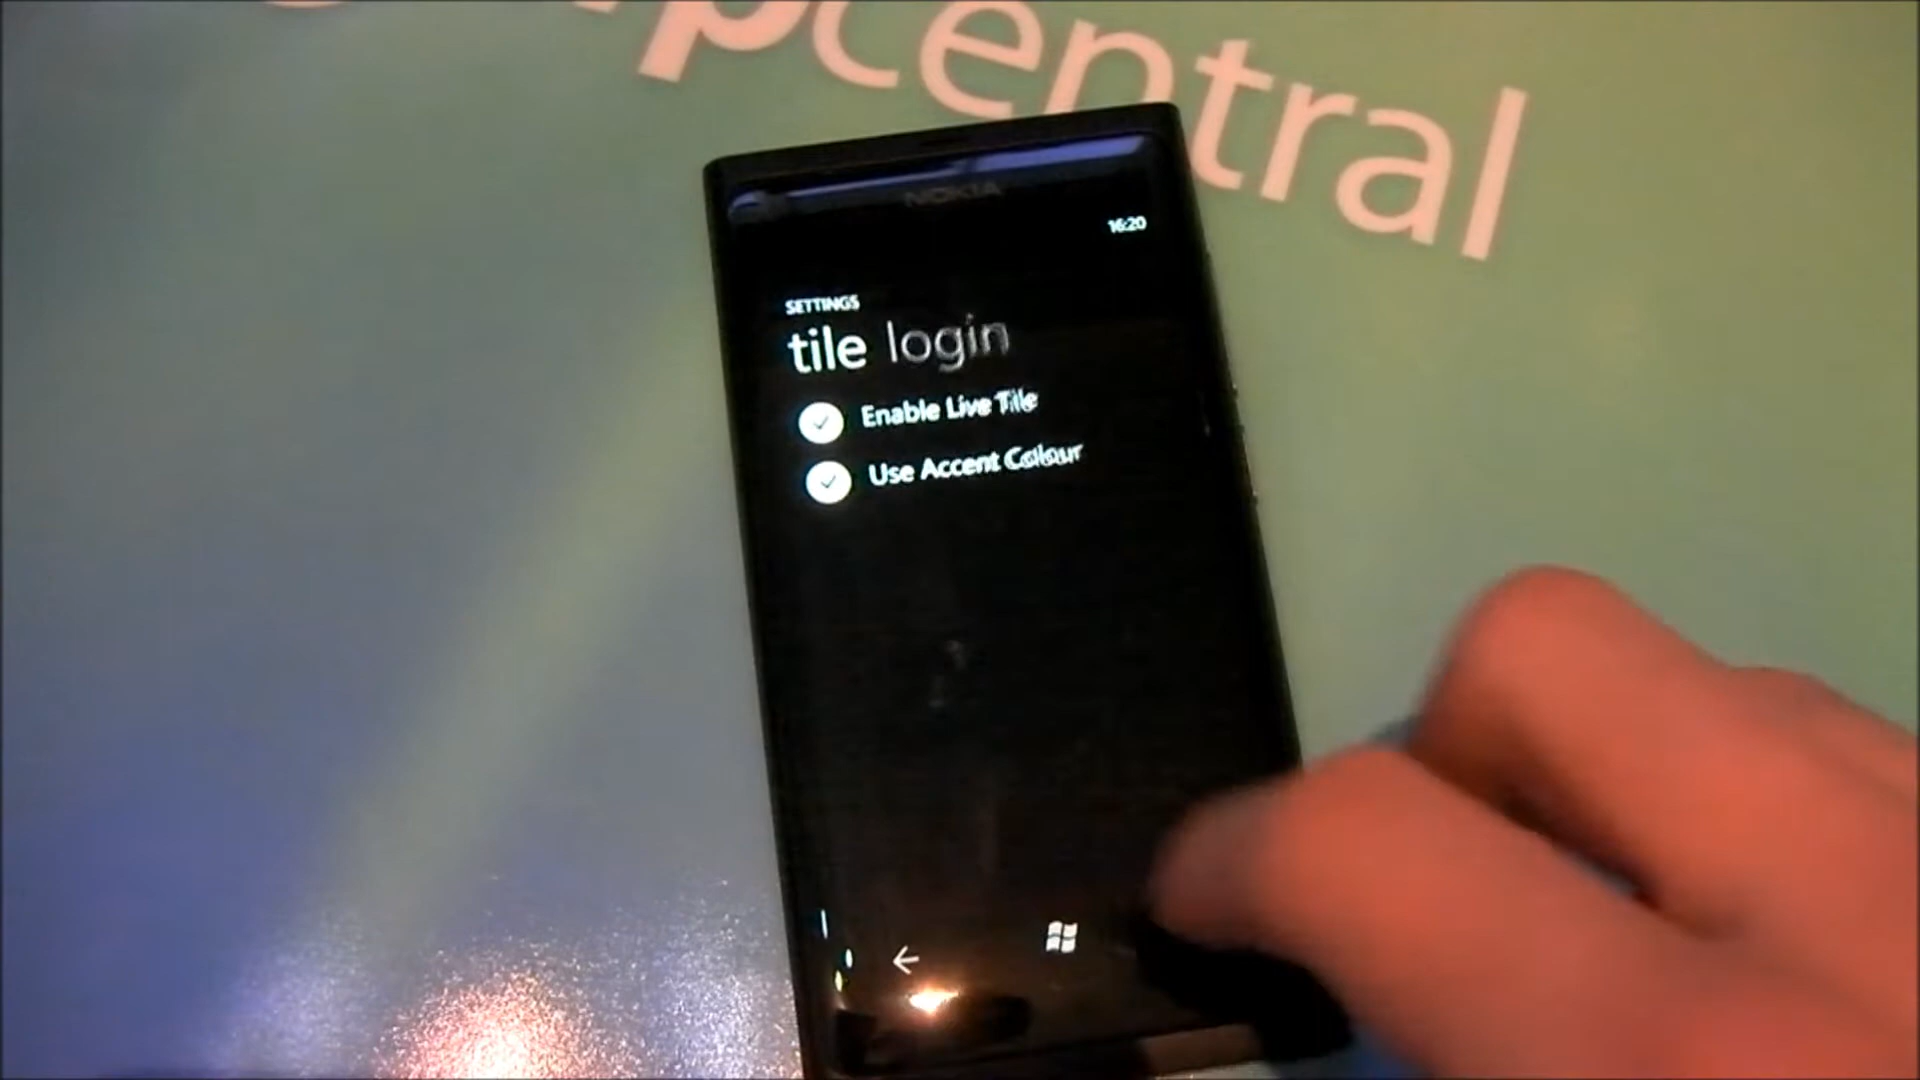 pcentral
NOKIA
16:20
SETTINGS
tile login
Enable Live Tile
Use Accent Colour